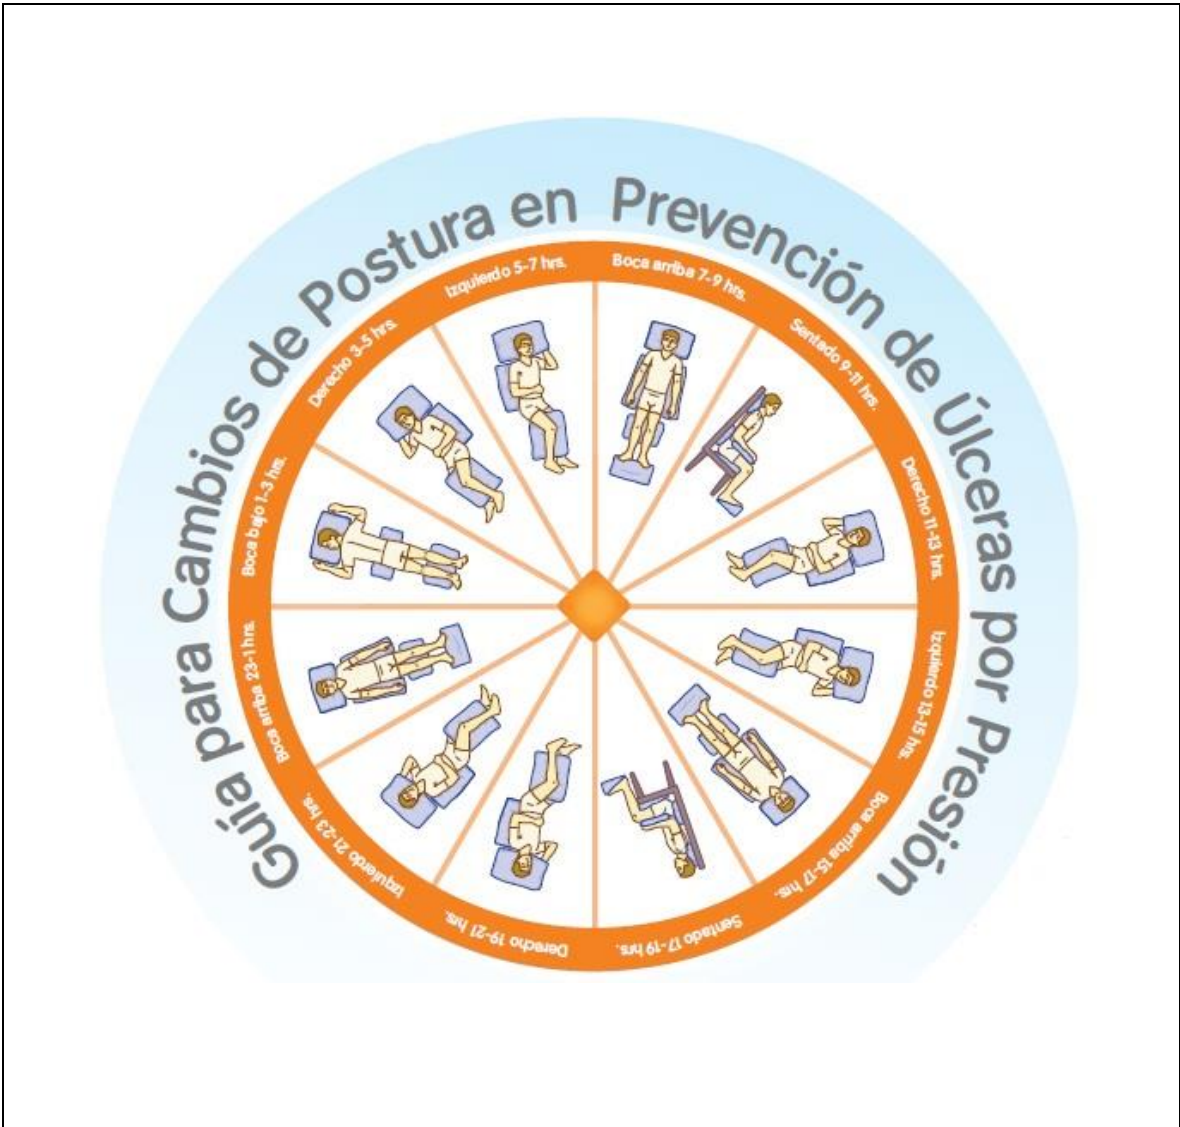 Guía para Cambios de Postura en Prevención de Úlceras por Presión
Boca arriba 7-9 hrs.
Sentado 9-11 hrs.
Derecho 11-13 hrs.
Izquierdo 13-15 hrs.
Boca arriba 15-17 hrs.
Sentado 17-19 hrs.
Derecho 19-21 hrs.
Izquierdo 21-23 hrs.
Boca arriba 23-1 hrs.
Boca bajo 1-3 hrs.
Derecho 3-5 hrs.
Izquierdo 5-7 hrs.